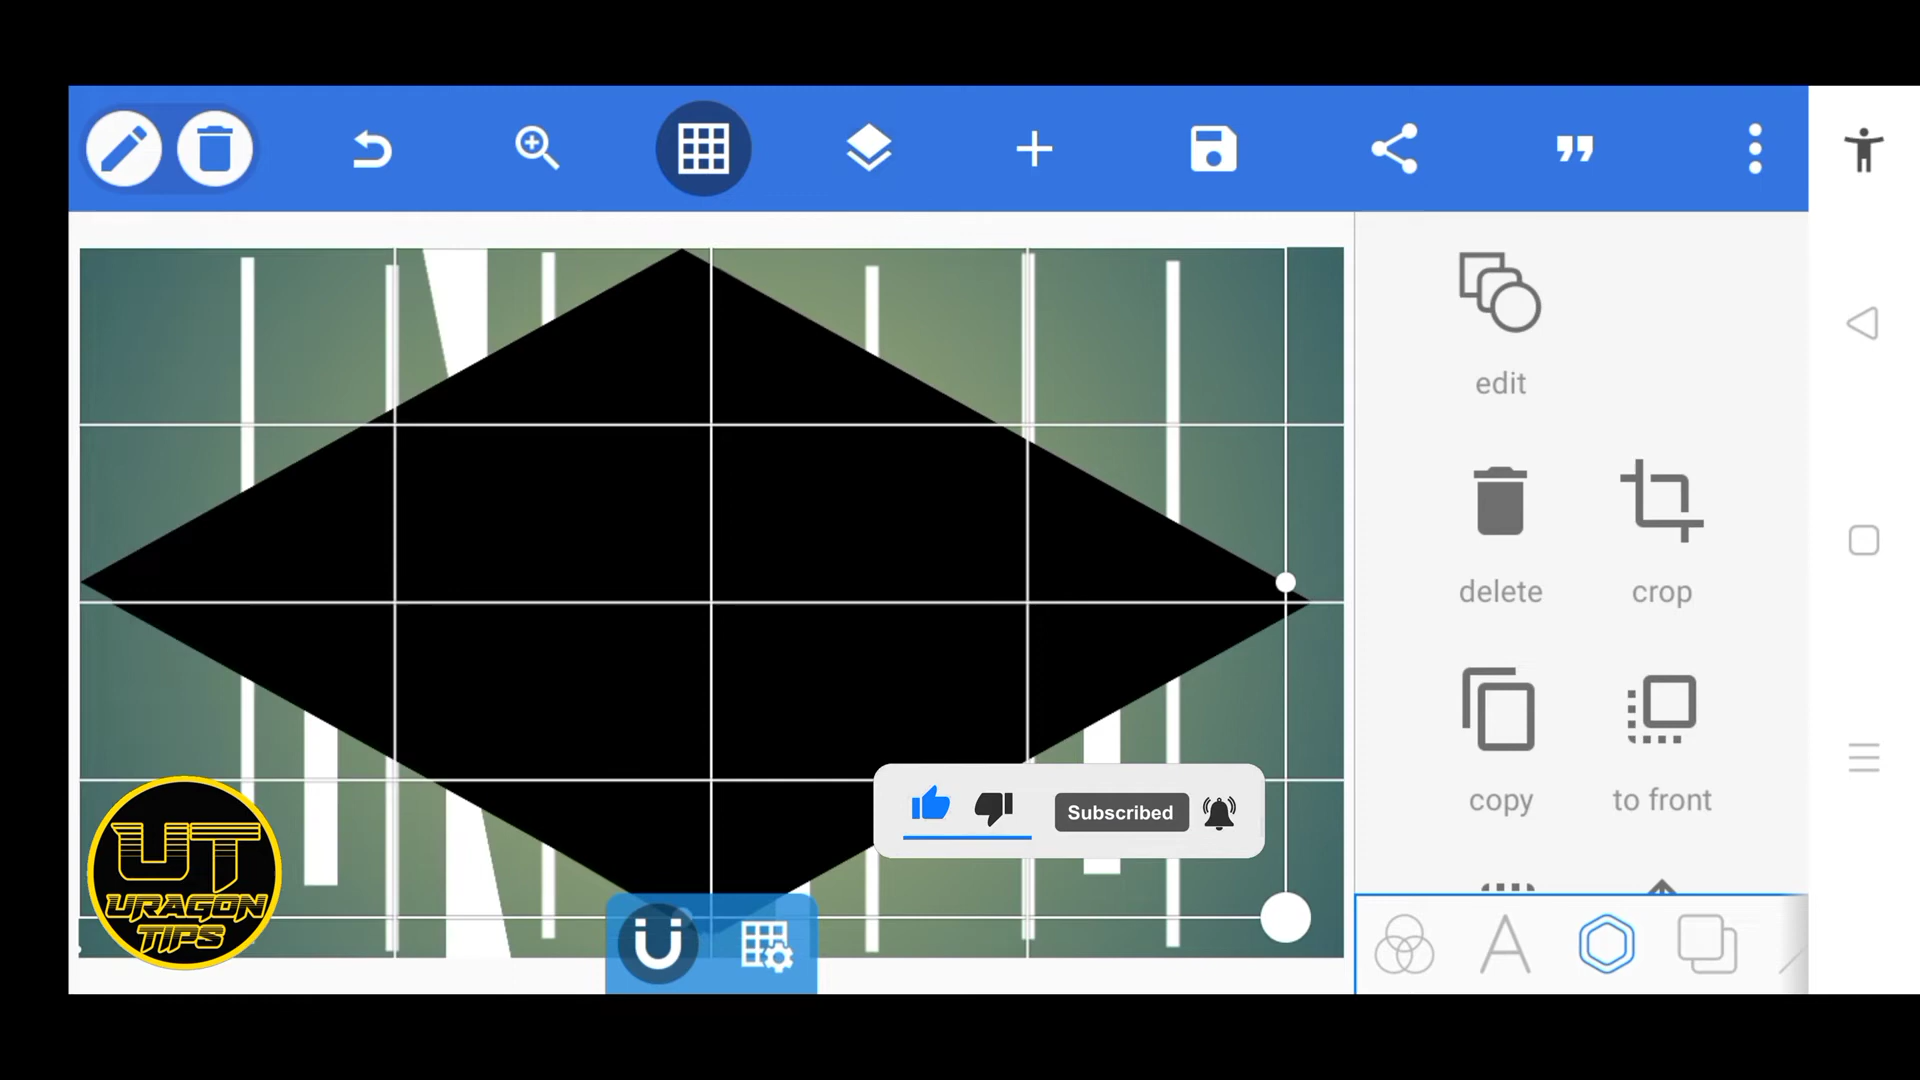 edit
delete
crop
copy
to front
Subscribed
UT
URAGON
TIPS